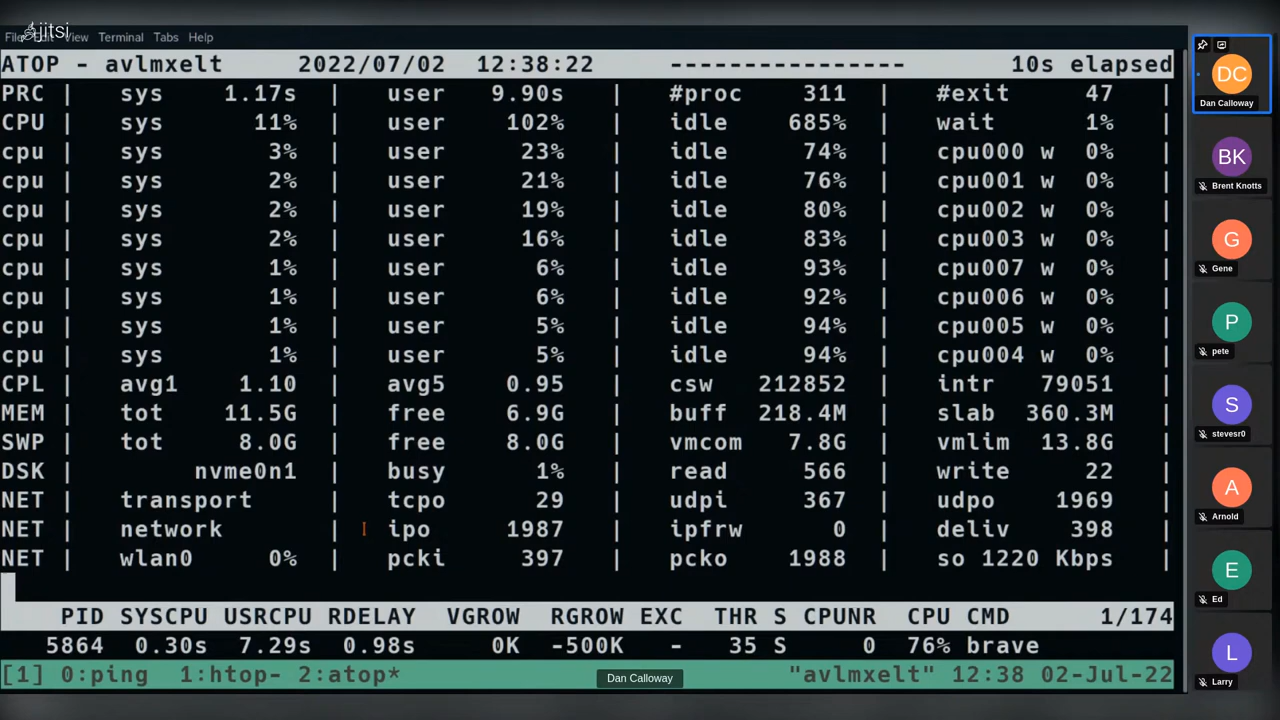 File Edit View Terminal Tabs Help
jitsi
ATOP - avlmxelt 2022/07/02 12:38:22 ---------------- 10s elapsed
PRC | sys 1.17s | user 9.90s | #proc 311 | #exit 47 |
CPU | sys 11% | user 102% | idle 685% | wait 1% |
cpu | sys 3% | user 23% | idle 74% | cpu000 w 0% |
cpu | sys 2% | user 21% | idle 76% | cpu001 w 0% |
cpu | sys 2% | user 19% | idle 80% | cpu002 w 0% |
cpu | sys 2% | user 16% | idle 83% | cpu003 w 0% |
cpu | sys 1% | user 6% | idle 93% | cpu007 w 0% |
cpu | sys 1% | user 6% | idle 92% | cpu006 w 0% |
cpu | sys 1% | user 5% | idle 94% | cpu005 w 0% |
cpu | sys 1% | user 5% | idle 94% | cpu004 w 0% |
CPL | avg1 1.10 | avg5 0.95 | csw 212852 | intr 79051 |
MEM | tot 11.5G | free 6.9G | buff 218.4M | slab 360.3M |
SWP | tot 8.0G | free 8.0G | vmcom 7.8G | vmlim 13.8G |
DSK | nvme0n1 | busy 1% | read 566 | write 22 |
NET | transport | tcpo 29 | udpi 367 | udpo 1969 |
NET | network | ipo 1987 | ipfrw 0 | deliv 398 |
NET | wlan0 0% | pcki 397 | pcko 1988 | so 1220 Kbps |
PID SYSCPU USRCPU RDELAY VGROW RGROW EXC THR S CPUNR CPU CMD 1/174
5864 0.30s 7.29s 0.98s 0K -500K - 35 S 0 76% brave
[1] 0:ping 1:htop- 2:atop* "avlmxelt" 12:38 02-Jul-22
Dan Calloway
DC
Dan Calloway
BK
Brent Knotts
G
Gene
P
pete
S
stevesr0
A
Arnold
E
Ed
L
Larry